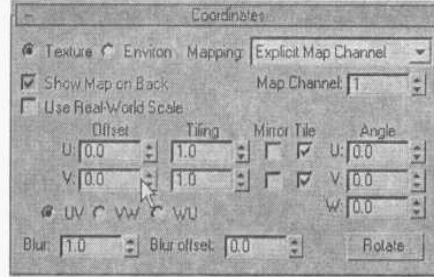 Coordinates
Texture Environ Mapping: Explicit Map Channel
Show Map on Back Map Channel: 1
Use Real-World Scale
Offset Tiling Mirror Tile Angle
U: 0.0 1.0 U: 0.0
V: 0.0 1.0 V: 0.0
W: 0.0
UV VW WU
Blur: 1.0 Blur offset: 0.0 Rotate